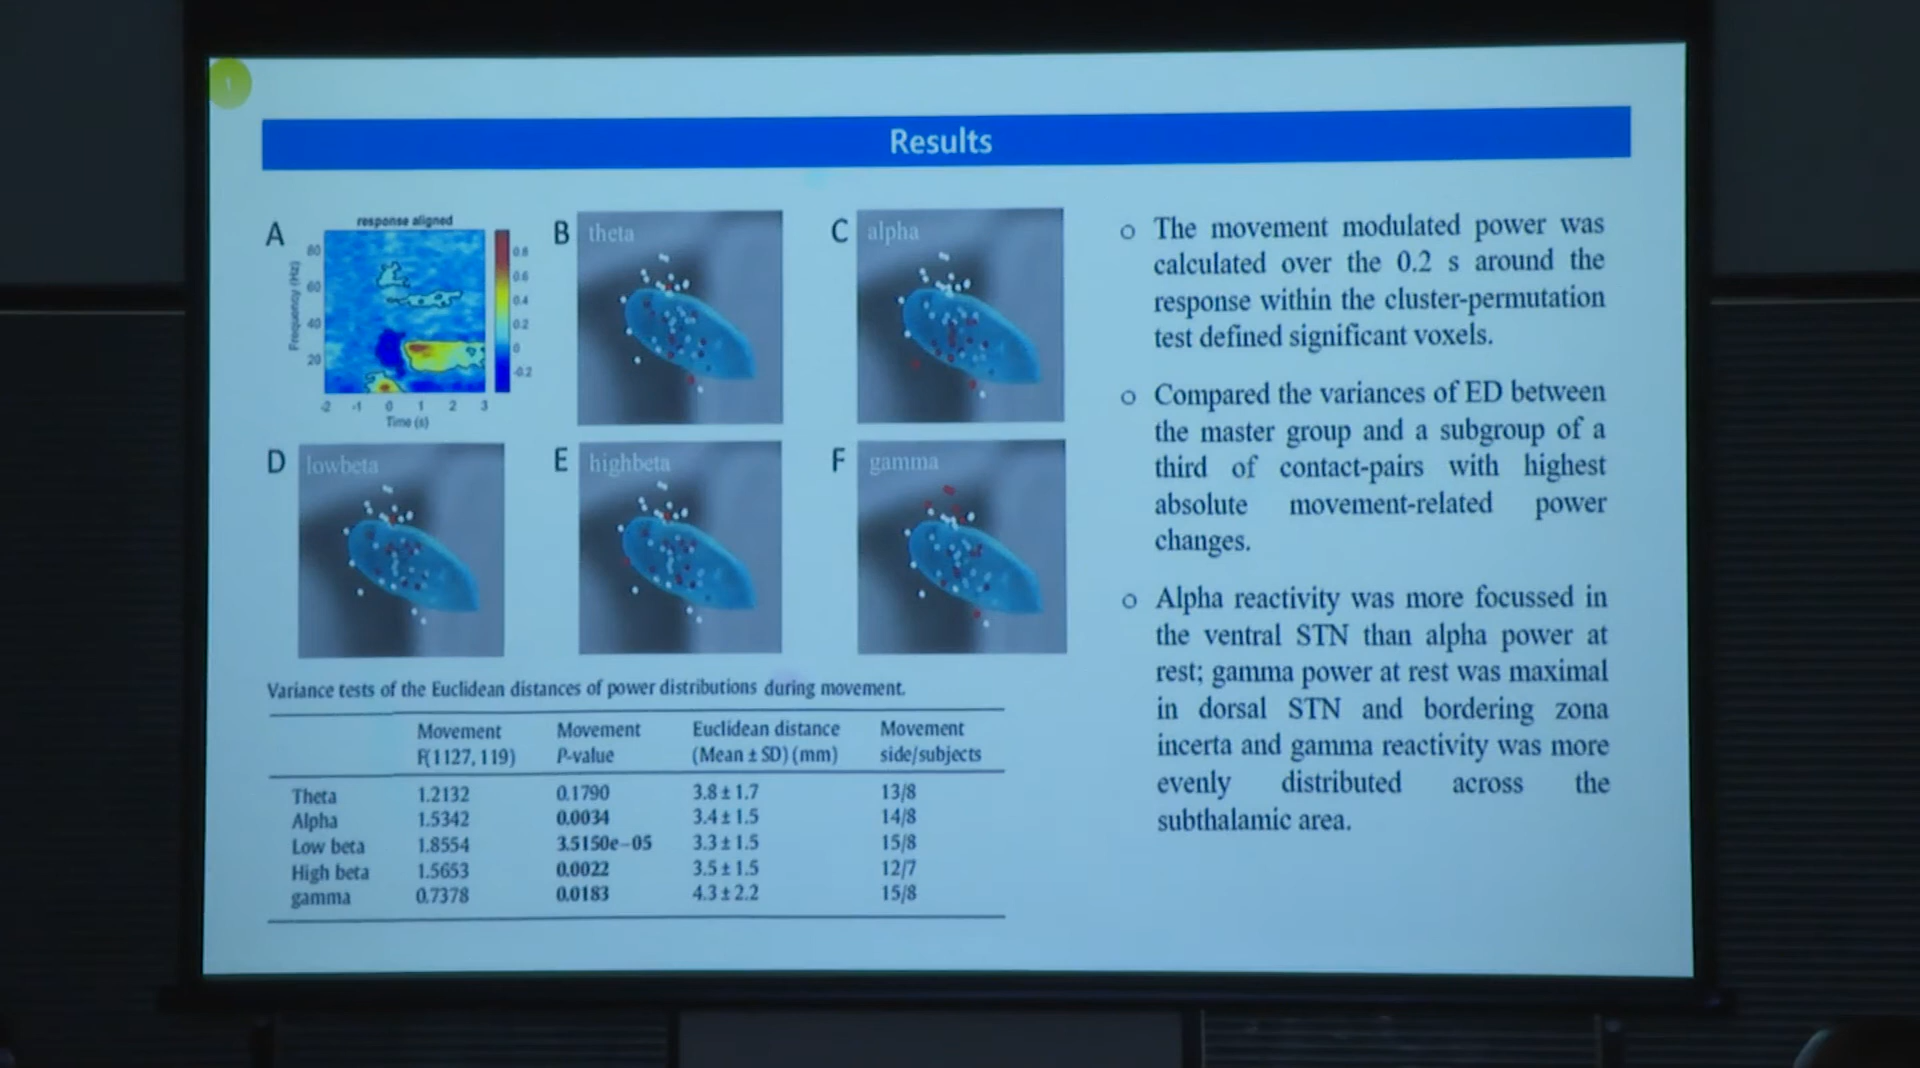 Results
A
response aligned
Frequency (Hz)
80
60
40
20
-2 -1 0 1 2 3
Time (s)
0.8
0.6
0.4
0.2
0
-0.2
B
theta
C
alpha
D
lowbeta
E
highbeta
F
gamma
Variance tests of the Euclidean distances of power distributions during movement.
Movement Movement Euclidean distance Movement
F(1127, 119) P-value (Mean ± SD) (mm) side/subjects
Theta 1.2132 0.1790 3.8 ± 1.7 13/8
Alpha 1.5342 0.0034 3.4 ± 1.5 14/8
Low beta 1.8554 3.5150e−05 3.3 ± 1.5 15/8
High beta 1.5653 0.0022 3.5 ± 1.5 12/7
gamma 0.7378 0.0183 4.3 ± 2.2 15/8
o The movement modulated power was
calculated over the 0.2 s around the
response within the cluster-permutation
test defined significant voxels.
o Compared the variances of ED between
the master group and a subgroup of a
third of contact-pairs with highest
absolute movement-related power
changes.
o Alpha reactivity was more focussed in
the ventral STN than alpha power at
rest; gamma power at rest was maximal
in dorsal STN and bordering zona
incerta and gamma reactivity was more
evenly distributed across the
subthalamic area.